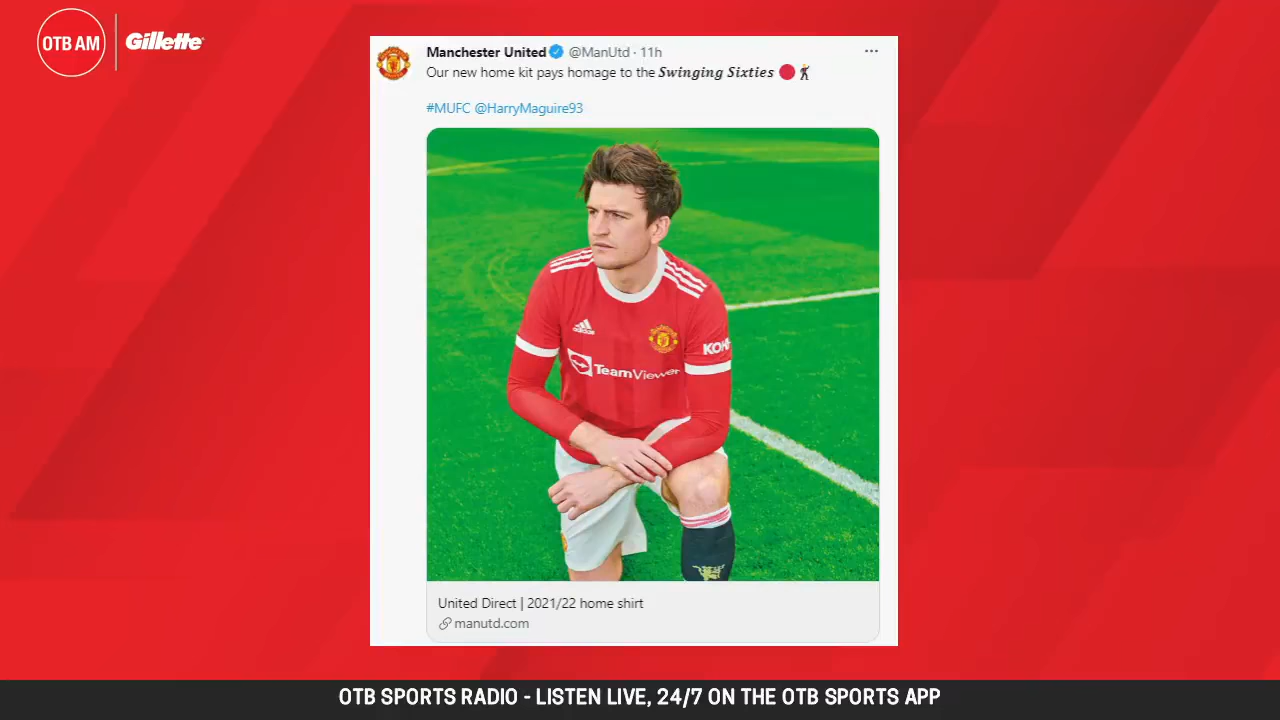 OTB AM
Gillette
Manchester United @ManUtd · 11h
Our new home kit pays homage to the Swinging Sixties 🔴🕺
#MUFC @HarryMaguire93
adidas
KOH
TeamViewer
United Direct | 2021/22 home shirt
manutd.com
OTB SPORTS RADIO - LISTEN LIVE, 24/7 ON THE OTB SPORTS APP